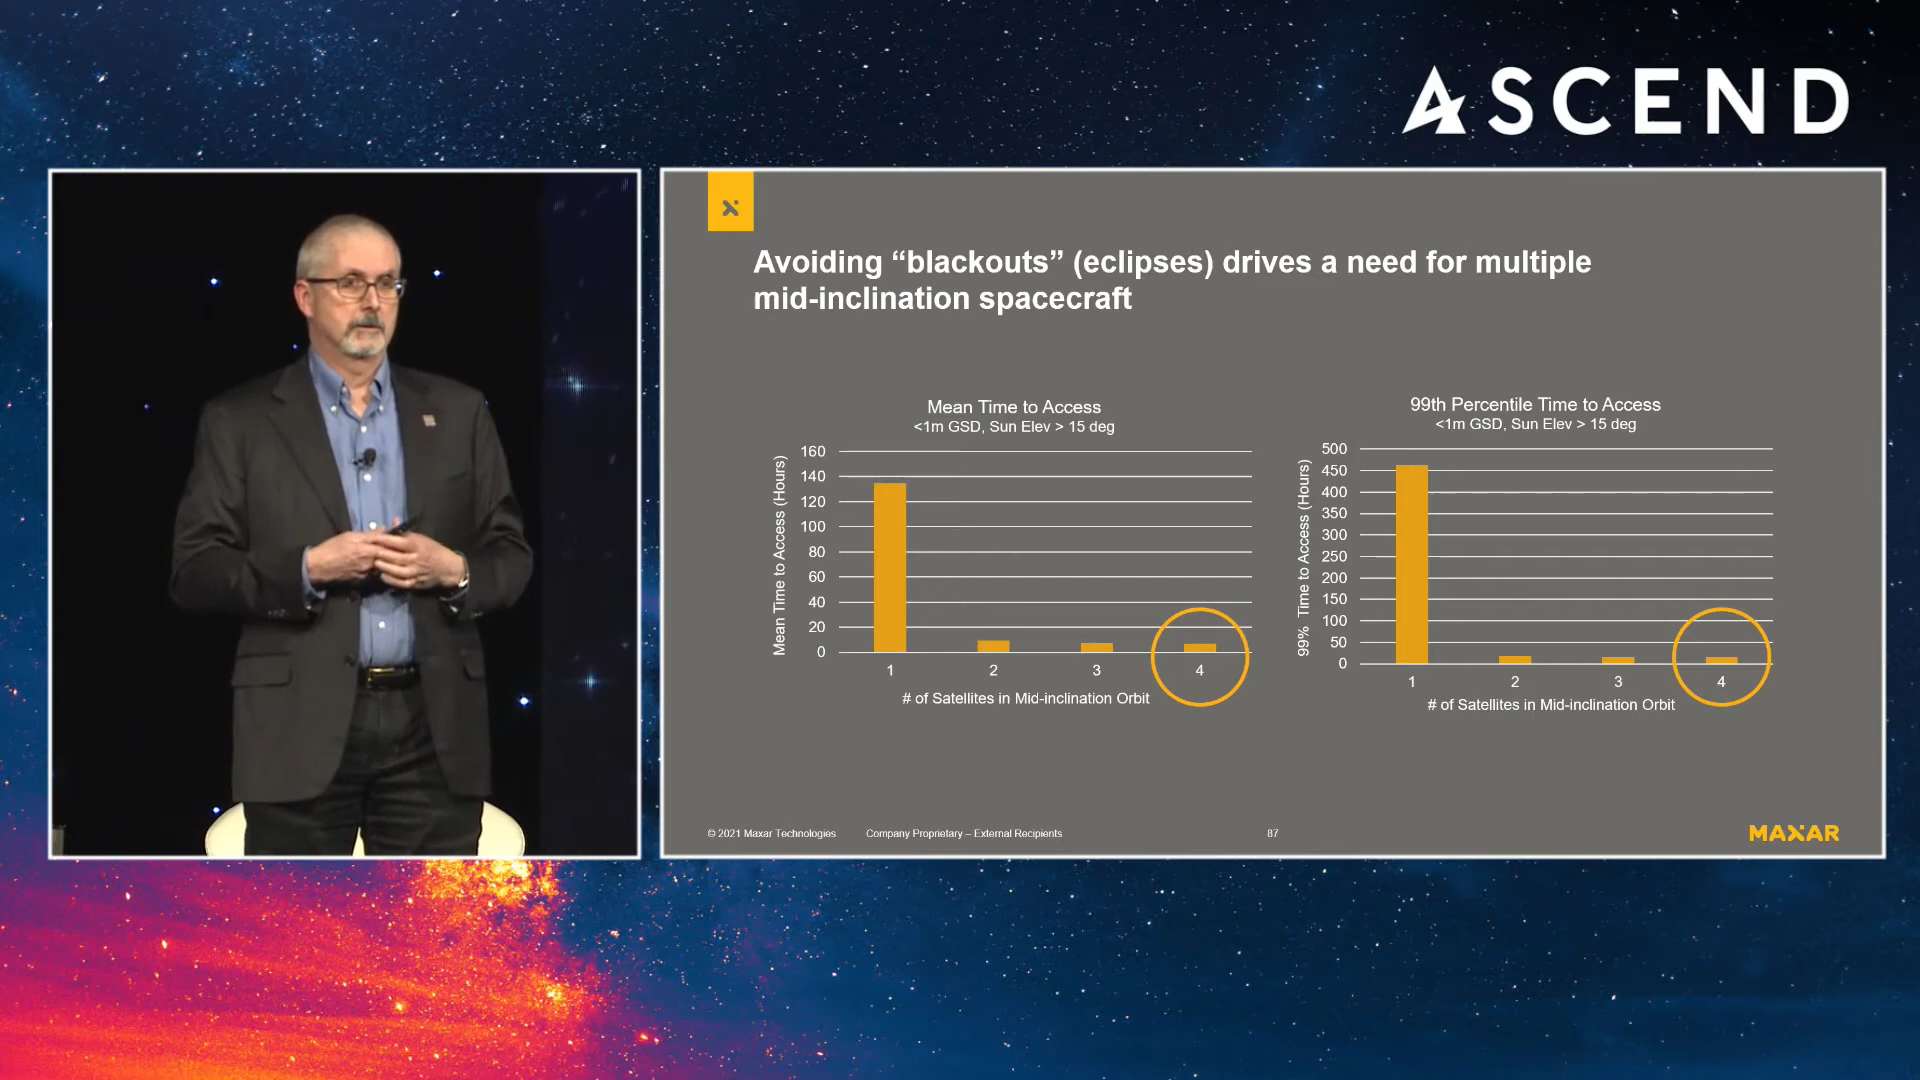 ASCEND
Avoiding “blackouts” (eclipses) drives a need for multiple
mid-inclination spacecraft
Mean Time to Access
<1m GSD, Sun Elev > 15 deg
Mean Time to Access (Hours)
160
140
120
100
80
60
40
20
0
1 2 3 4
# of Satellites in Mid-inclination Orbit
99th Percentile Time to Access
<1m GSD, Sun Elev > 15 deg
99% Time to Access (Hours)
500
450
400
350
300
250
200
150
100
50
0
1 2 3 4
# of Satellites in Mid-inclination Orbit
© 2021 Maxar Technologies Company Proprietary – External Recipients 87
MAXAR